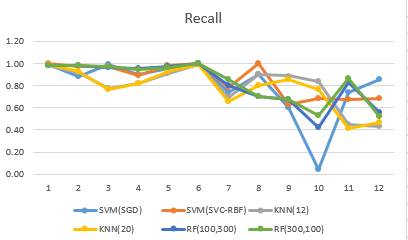 Recall
1.20
1.00
0.80
0.60
0.40
0.20
0.00
1 2 3 4 5 6 7 8 9 10 11 12
SVM(SGD) SVM(SVC-RBF) KNN(12)
KNN(20) RF(100,300) RF(300,100)